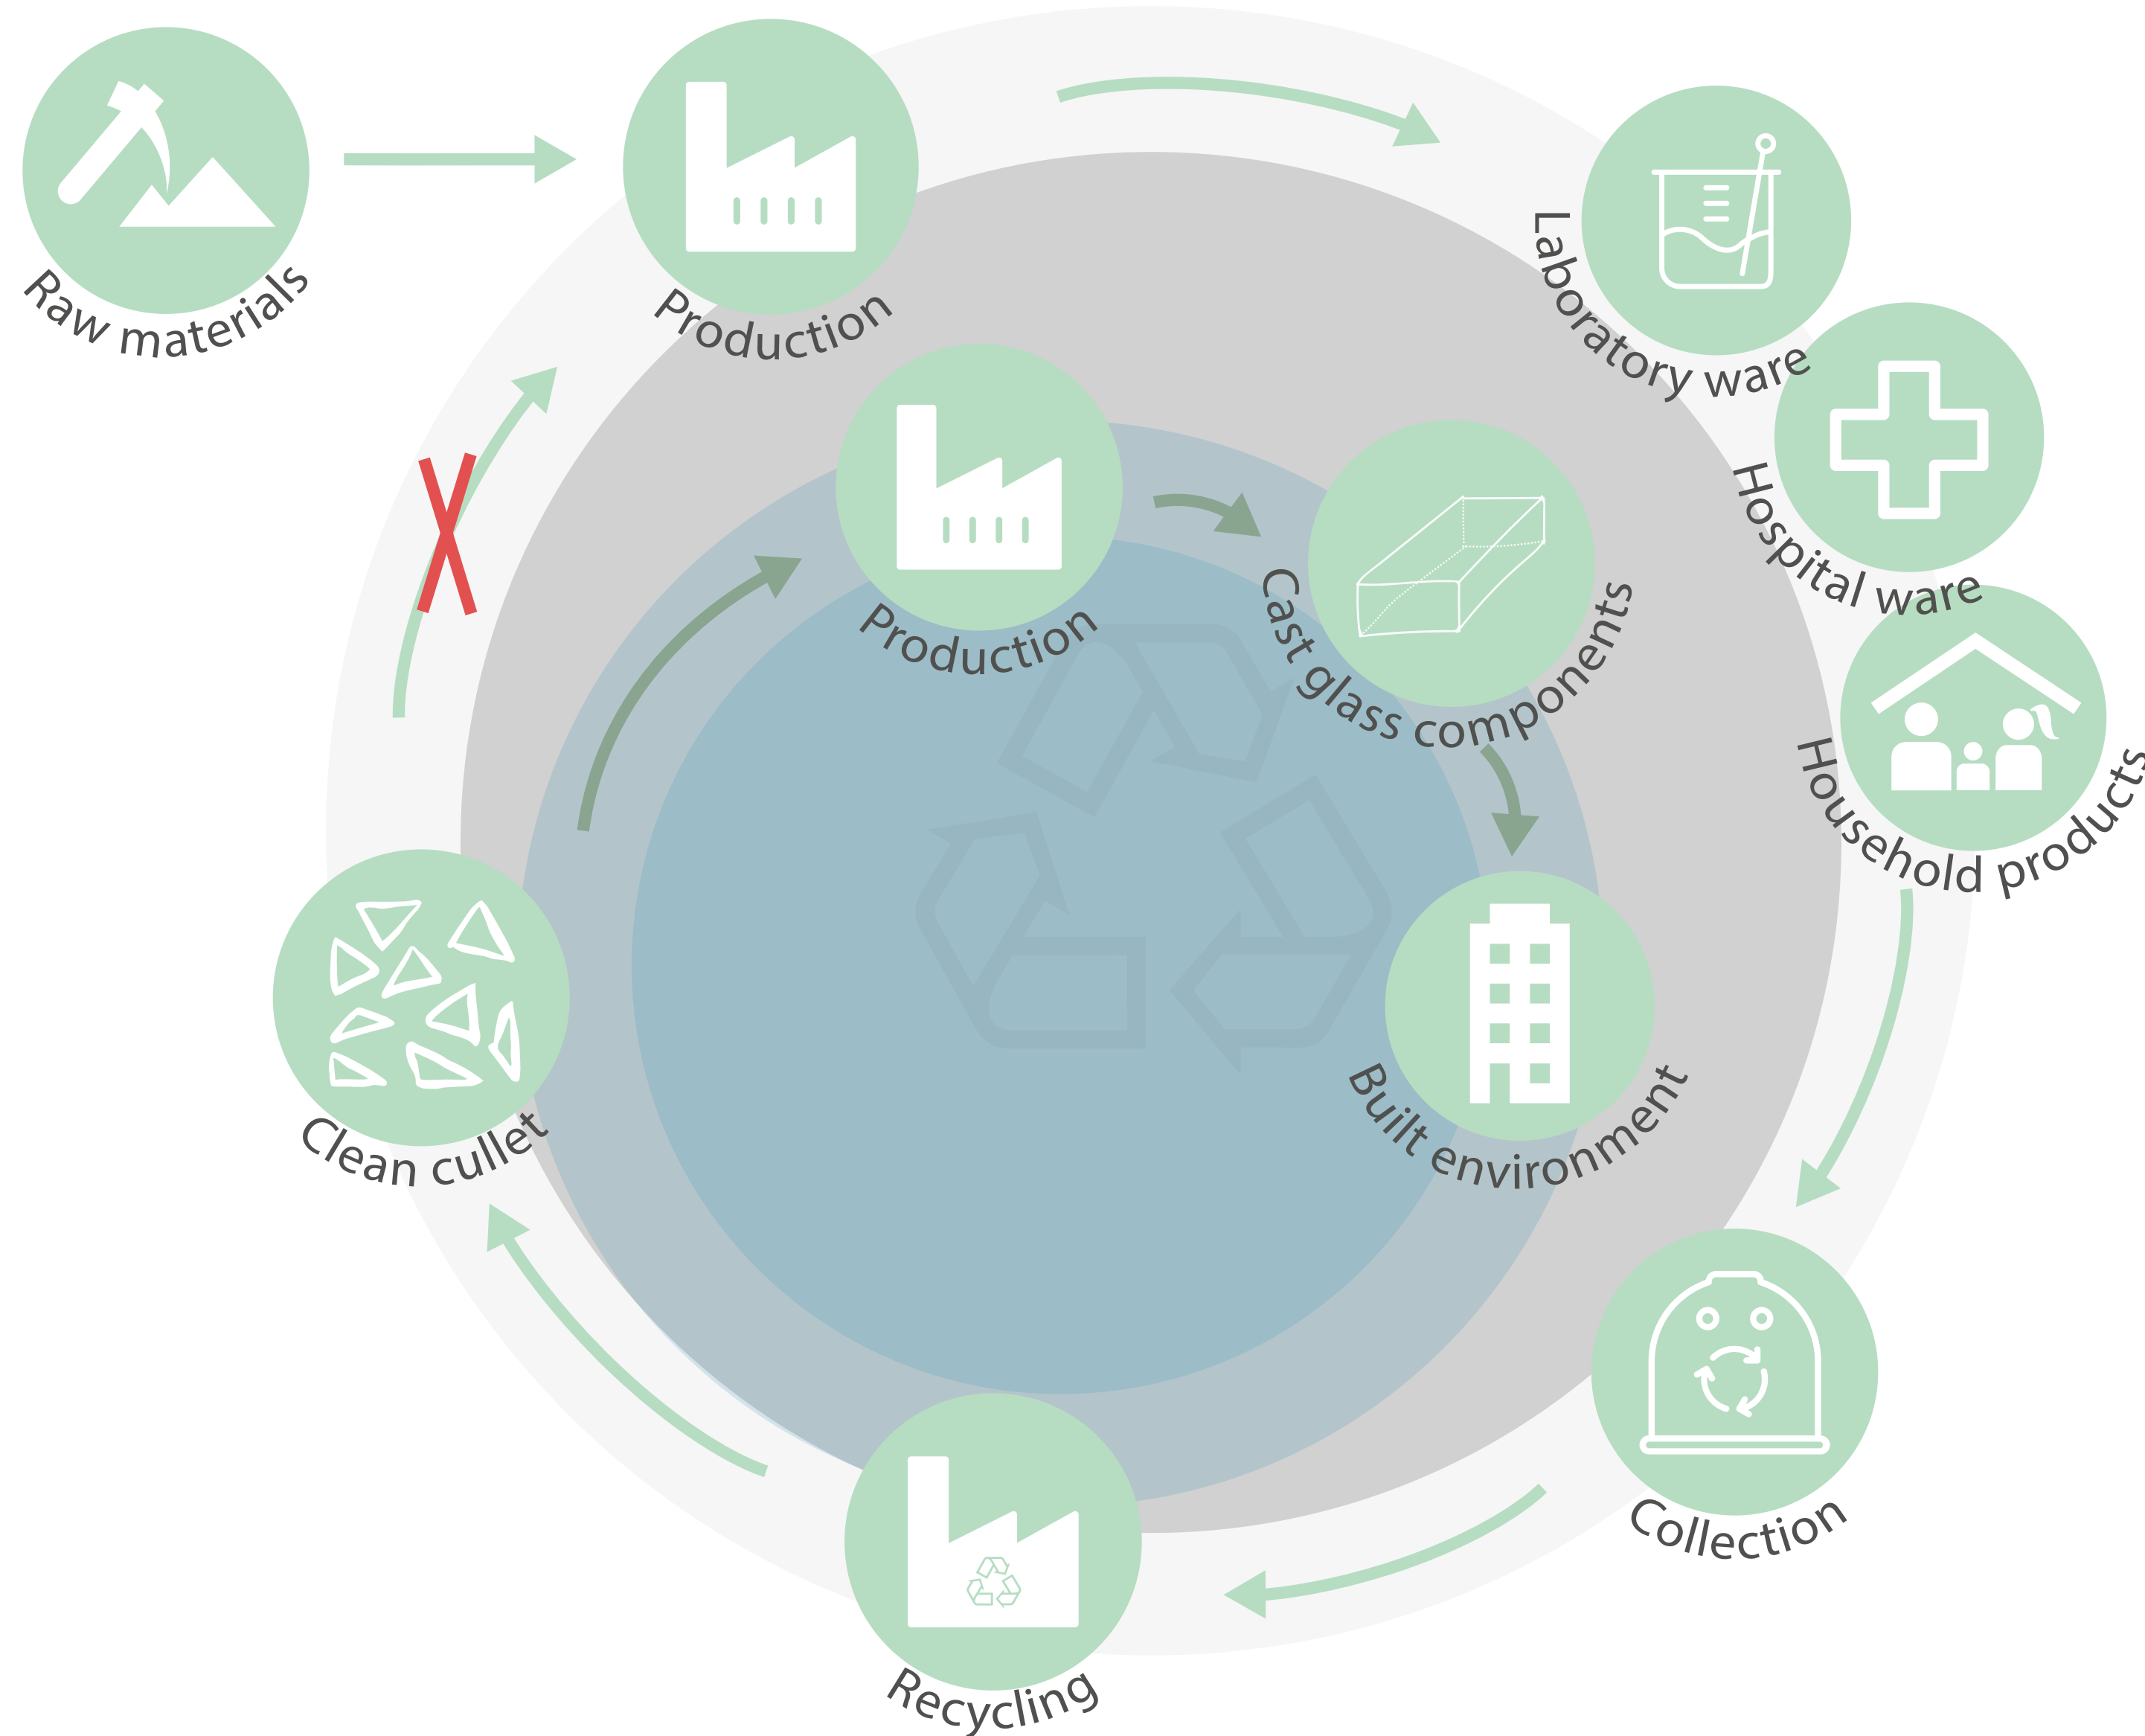 Raw materials
Production
Laboratory ware
Hospital ware
Household products
Production
Cast glass components
Built environment
Clean cullet
Collection
Recycling